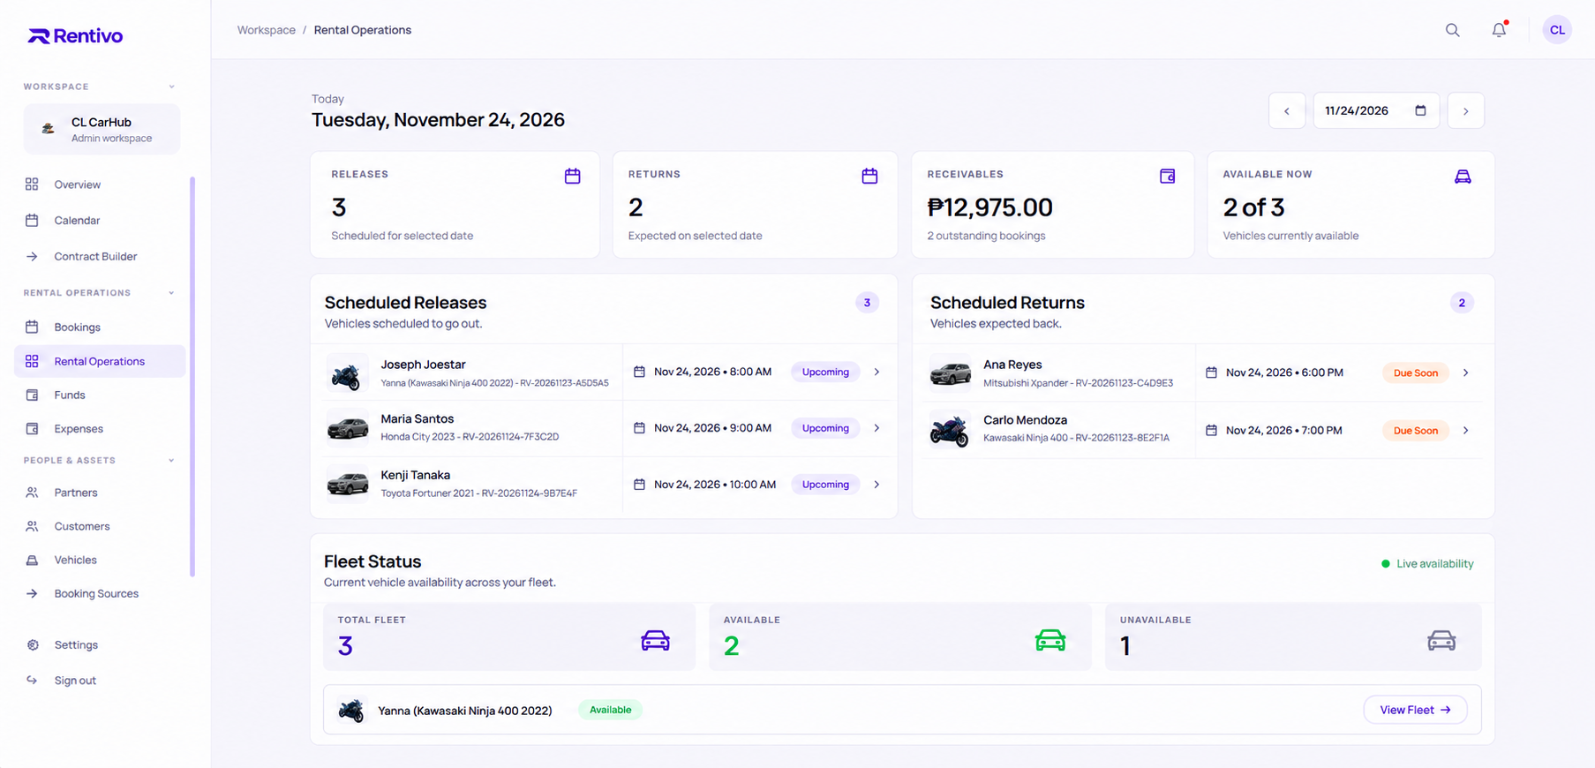 Rentivo
WORKSPACE
CL CarHub
Admin workspace
Overview
Calendar
Contract Builder
RENTAL OPERATIONS
Bookings
Rental Operations
Funds
Expenses
PEOPLE & ASSETS
Partners
Customers
Vehicles
Booking Sources
Settings
Sign out
Workspace / Rental Operations
CL
Today
Tuesday, November 24, 2026
11/24/2026
RELEASES
3
Scheduled for selected date
RETURNS
2
Expected on selected date
RECEIVABLES
₱12,975.00
2 outstanding bookings
AVAILABLE NOW
2 of 3
Vehicles currently available
Scheduled Releases
3
Vehicles scheduled to go out.
Joseph Joestar
Yanna (Kawasaki Ninja 400 2022) - RV-20261123-A5D5A5
Nov 24, 2026 • 8:00 AM
Upcoming
Maria Santos
Honda City 2023 - RV-20261124-7F3C2D
Nov 24, 2026 • 9:00 AM
Upcoming
Kenji Tanaka
Toyota Fortuner 2021 - RV-20261124-9B7E4F
Nov 24, 2026 • 10:00 AM
Upcoming
Scheduled Returns
2
Vehicles expected back.
Ana Reyes
Mitsubishi Xpander - RV-20261123-C4D9E3
Nov 24, 2026 • 6:00 PM
Due Soon
Carlo Mendoza
Kawasaki Ninja 400 - RV-20261123-8E2F1A
Nov 24, 2026 • 7:00 PM
Due Soon
Fleet Status
Current vehicle availability across your fleet.
Live availability
TOTAL FLEET
3
AVAILABLE
2
UNAVAILABLE
1
Yanna (Kawasaki Ninja 400 2022)
Available
View Fleet